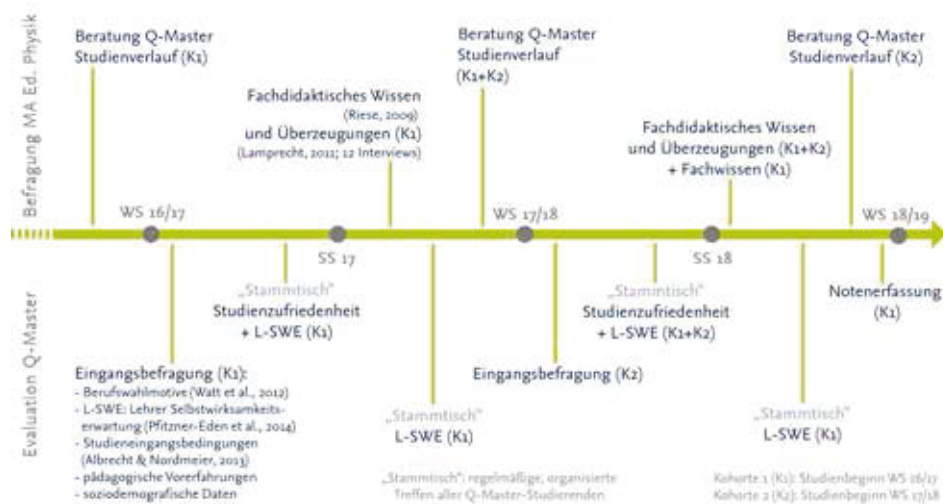 Befragung MA Ed. Physik
Beratung Q-Master
Studienverlauf (K1)
Fachdidaktisches Wissen
(Riese, 2009)
und Überzeugungen (K1)
(Lamprecht, 2011; 12 Interviews)
Beratung Q-Master
Studienverlauf
(K1+K2)
Fachdidaktisches Wissen
und Überzeugungen (K1+K2)
+ Fachwissen (K1)
Beratung Q-Master
Studienverlauf (K2)
WS 16/17
SS 17
WS 17/18
SS 18
WS 18/19
Evaluation Q-Master
Eingangsbefragung (K1):
- Berufswahlmotive (Watt et al., 2012)
- L-SWE: Lehrer Selbstwirksamkeits-
erwartung (Pfitzner-Eden et al., 2014)
- Studieneingangsbedingungen
(Albrecht & Nordmeier, 2013)
- pädagogische Vorerfahrungen
- soziodemografische Daten
„Stammtisch"
Studienzufriedenheit
+ L-SWE (K1)
„Stammtisch"
L-SWE (K1)
Eingangsbefragung (K2)
„Stammtisch"
Studienzufriedenheit
+ L-SWE (K1+K2)
„Stammtisch"
L-SWE (K1)
Notenerfassung
(K1)
„Stammtisch": regelmäßige, organisierte
Treffen aller Q-Master-Studierenden
Kohorte 1 (K1): Studienbeginn WS 16/17
Kohorte 2 (K2): Studienbeginn WS 17/18